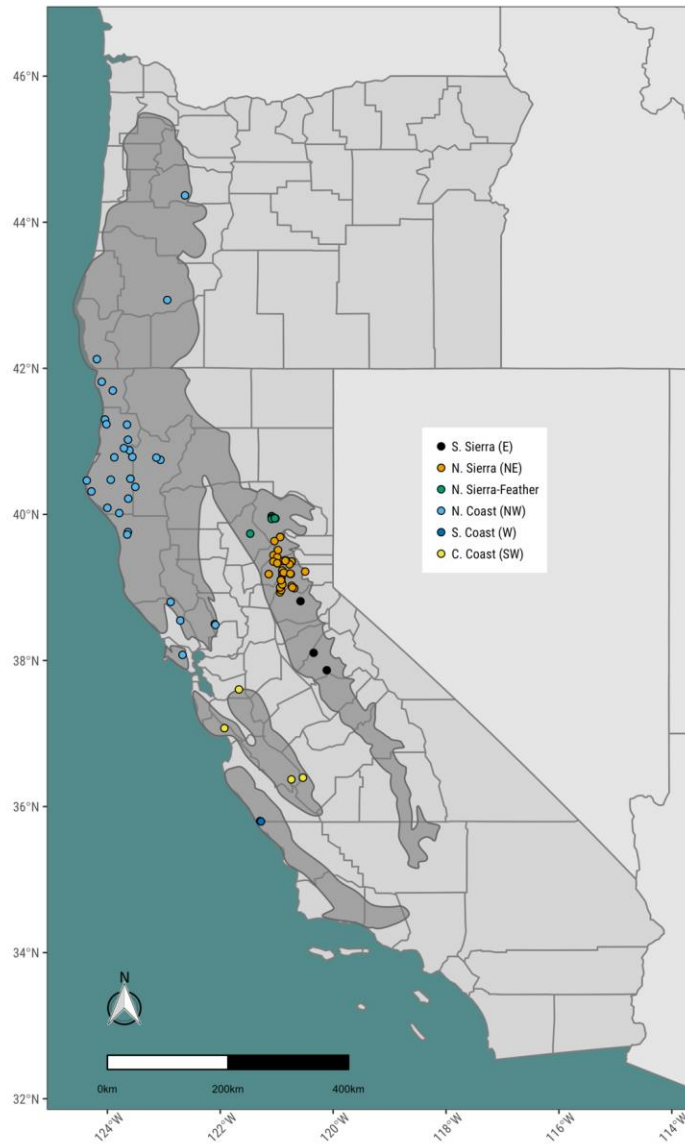 46°N
44°N
42°N
40°N
38°N
36°N
34°N
32°N
S. Sierra (E)
N. Sierra (NE)
N. Sierra-Feather
N. Coast (NW)
S. Coast (W)
C. Coast (SW)
N
0km 200km 400km
124°W 122°W 120°W 118°W 116°W 114°W